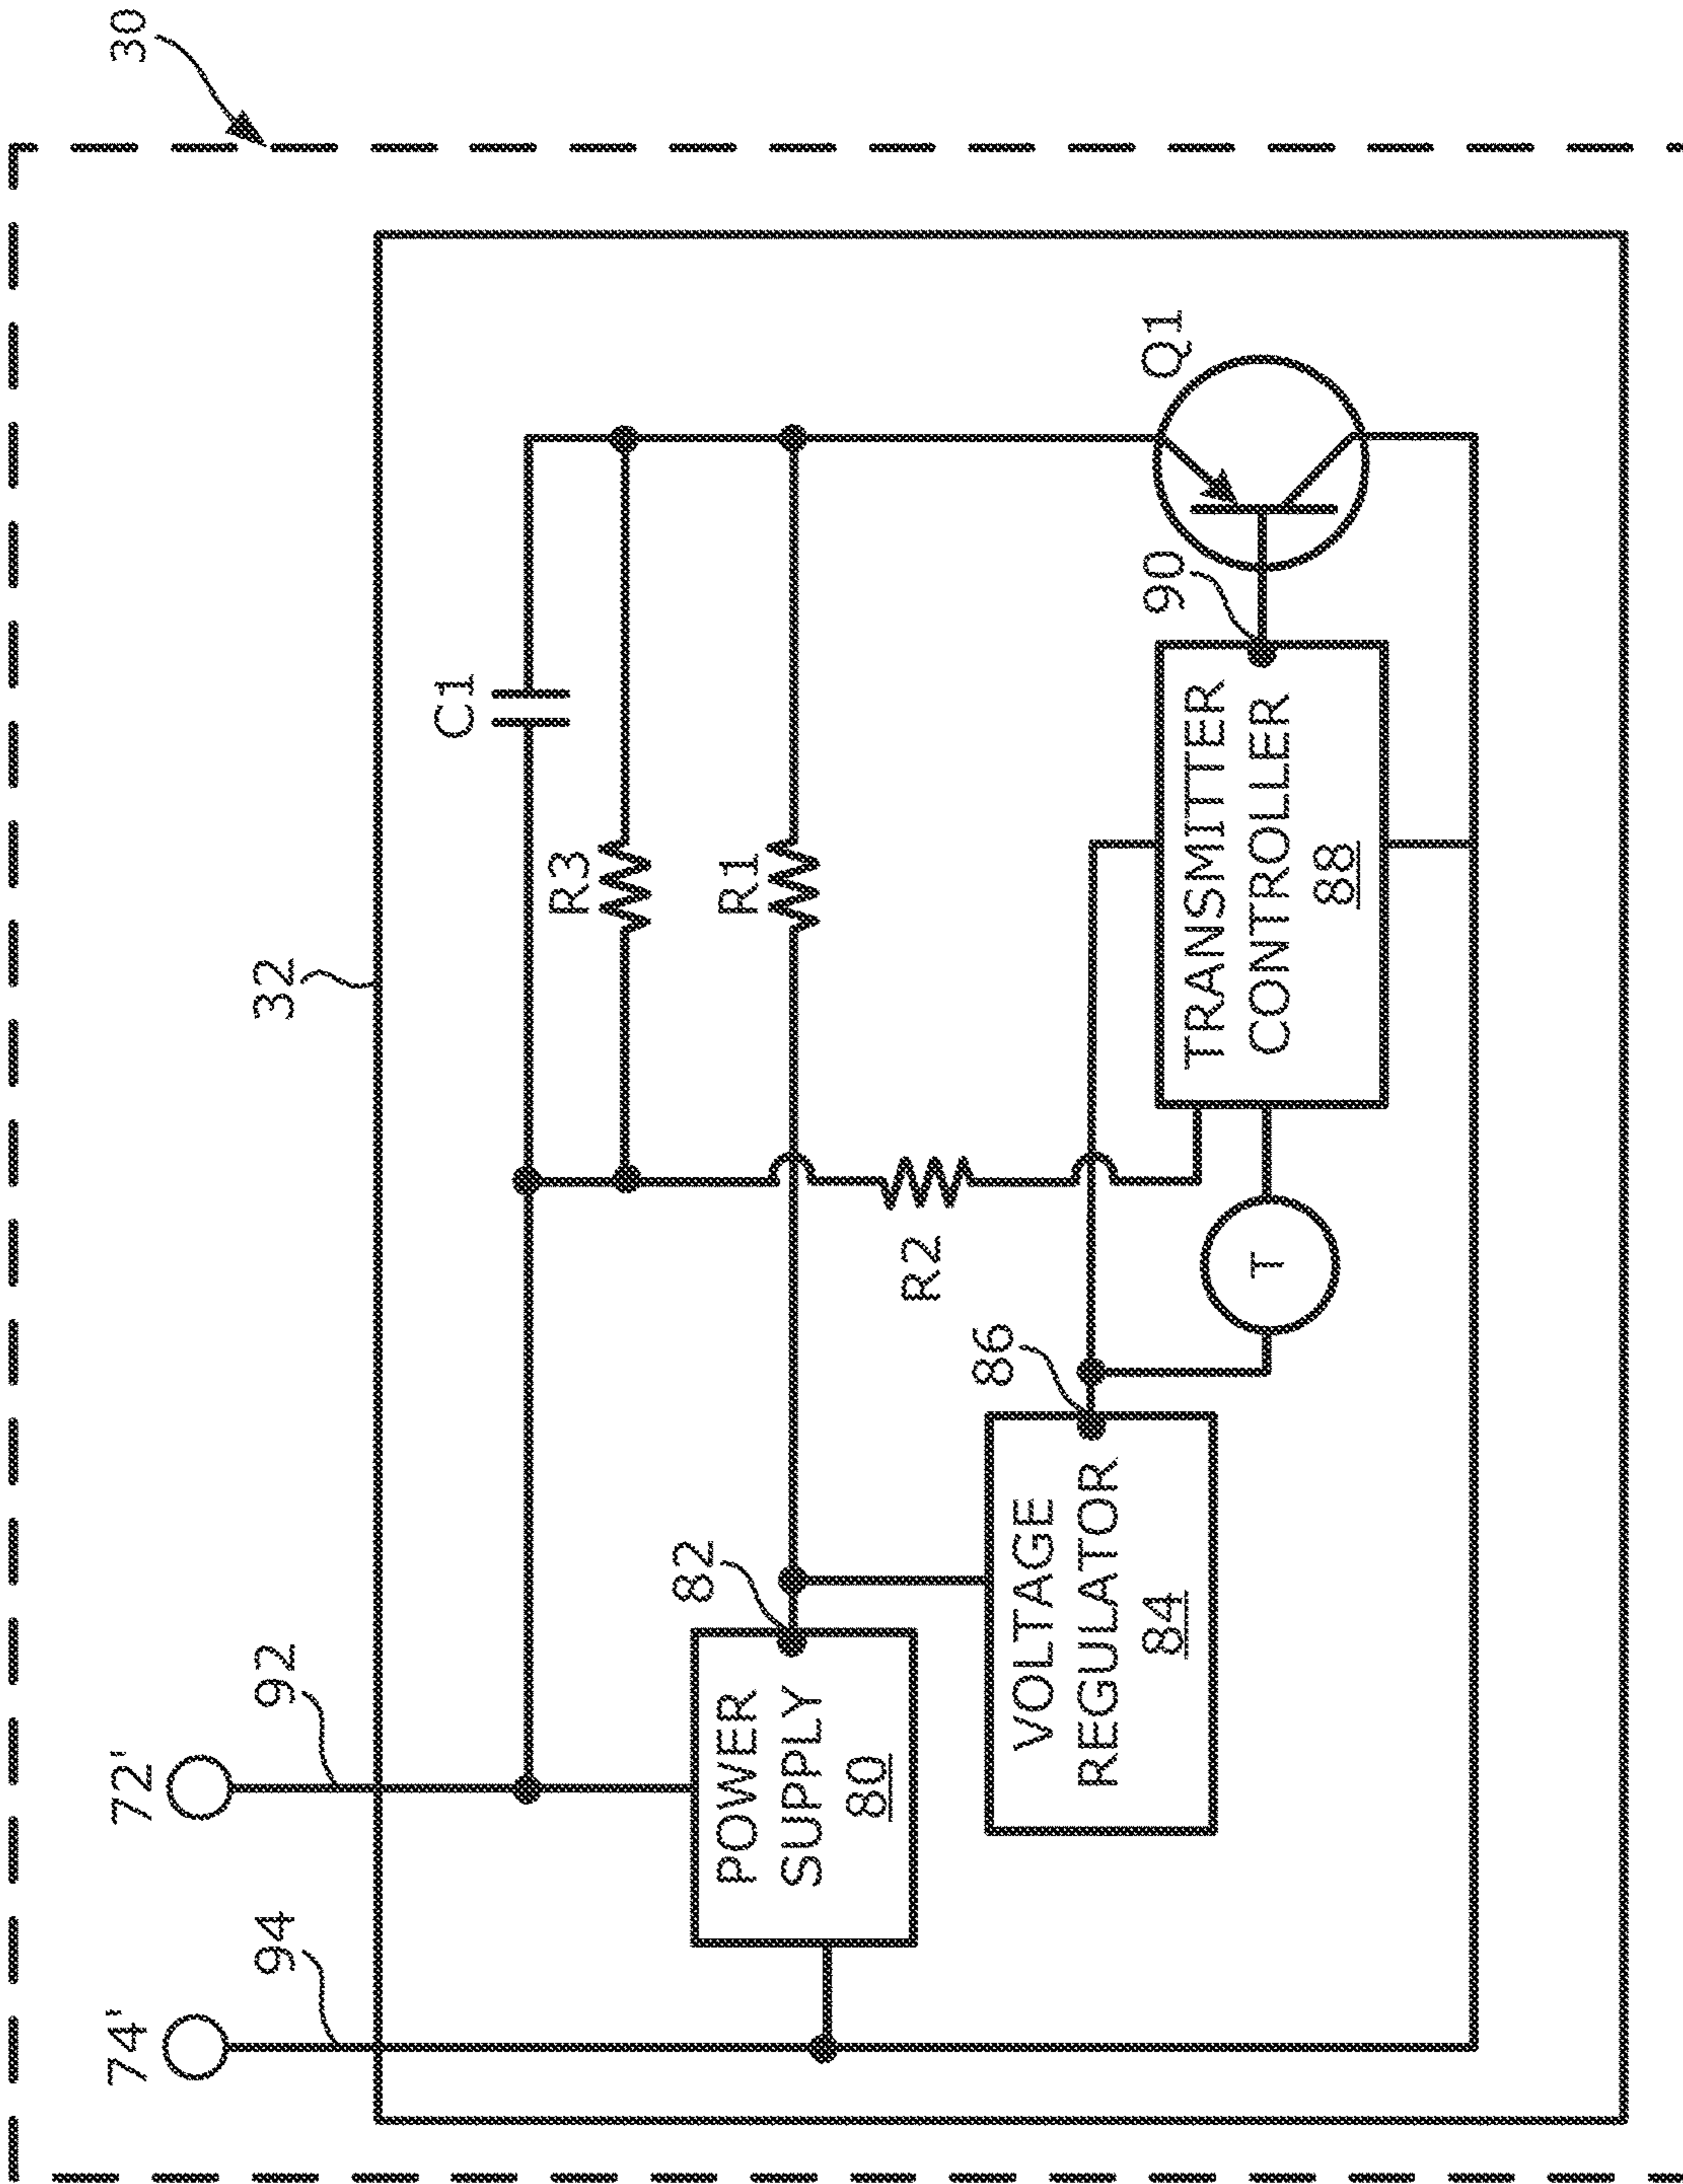 30
32
72'
74'
92
94
C1
R3
R1
R2
82
POWER
SUPPLY
80
86
VOLTAGE
REGULATOR
84
T
TRANSMITTER
CONTROLLER
88
90
Q1